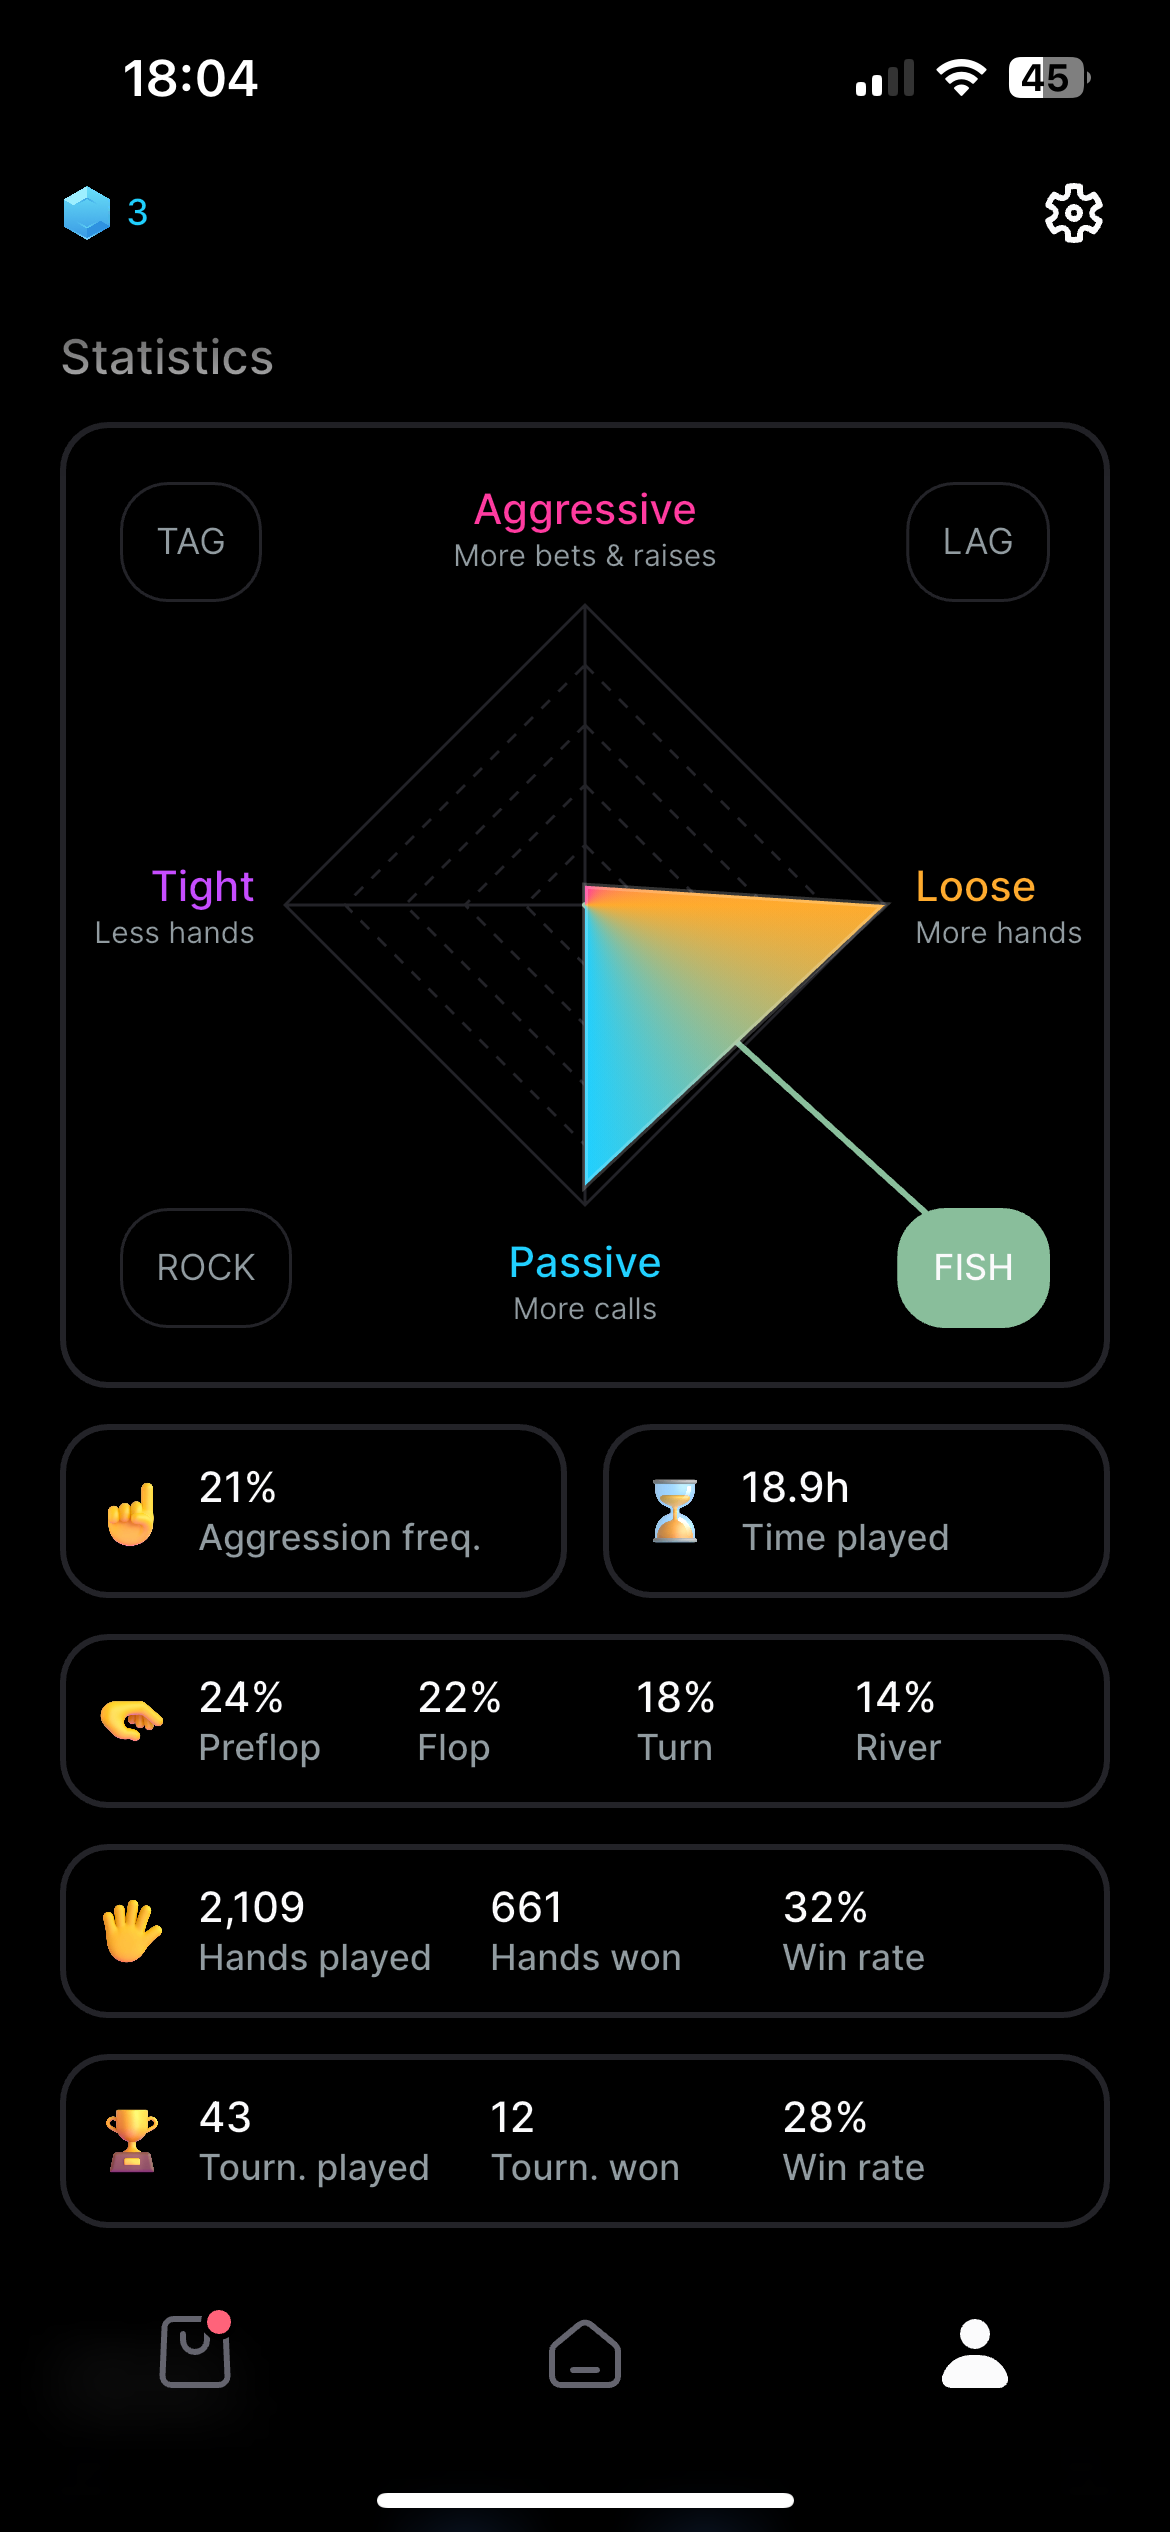 18:04
45
3
Statistics
TAG
Aggressive
LAG
More bets & raises
Tight
Loose
Less hands
More hands
ROCK
Passive
FISH
More calls
21%
18.9h
Aggression freq.
Time played
24% 22% 18% 14%
Preflop Flop Turn River
2,109 661 32%
Hands played Hands won Win rate
43 12 28%
Tourn. played Tourn. won Win rate